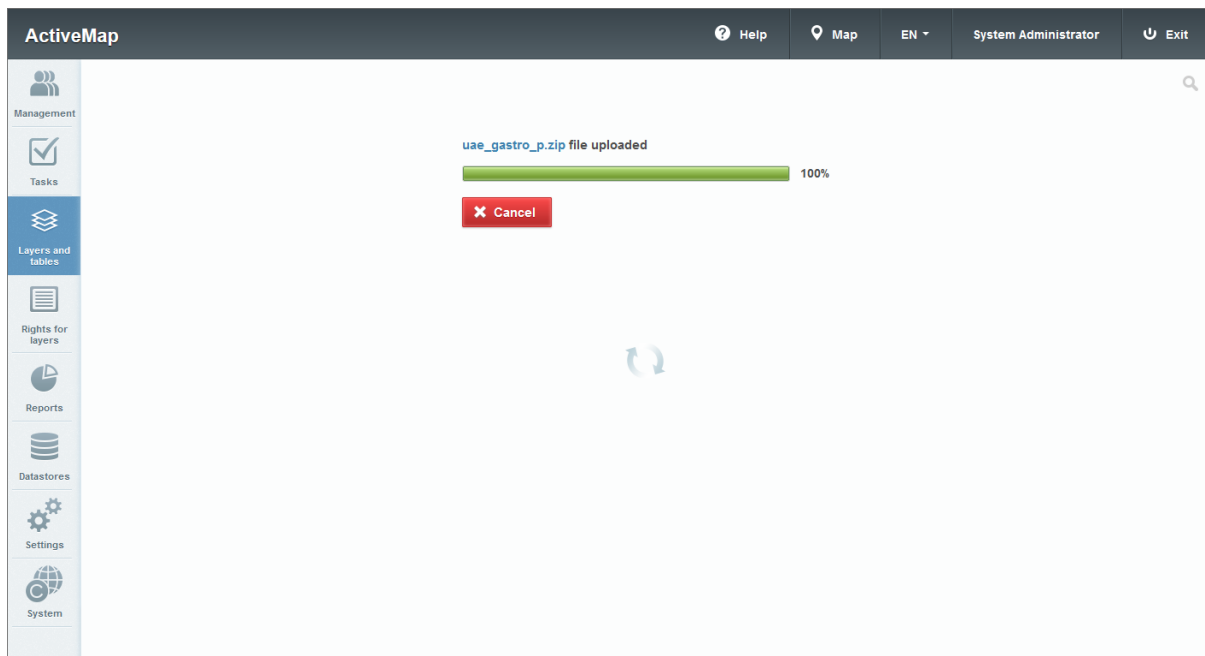 ActiveMap
Help
Map
EN
System Administrator
Exit
Management
Tasks
Layers and
tables
Rights for
layers
Reports
Datastores
Settings
C
System
uae_gastro_p.zip file uploaded
100%
Cancel